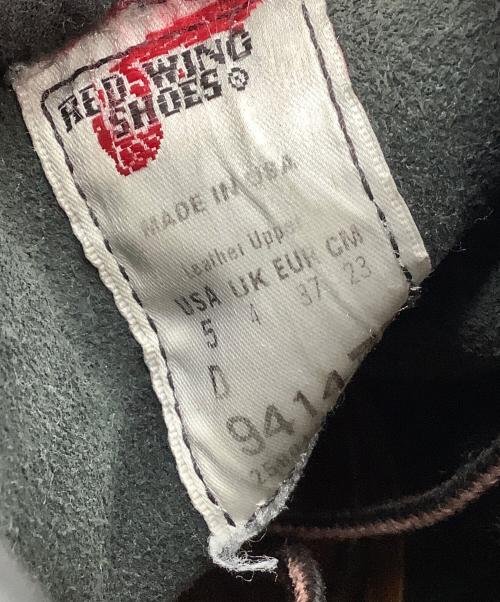 RED WING
SHOES ®
MADE IN USA
Leather Upper
USA UK EUR CM
5 4 37 23
D
9414